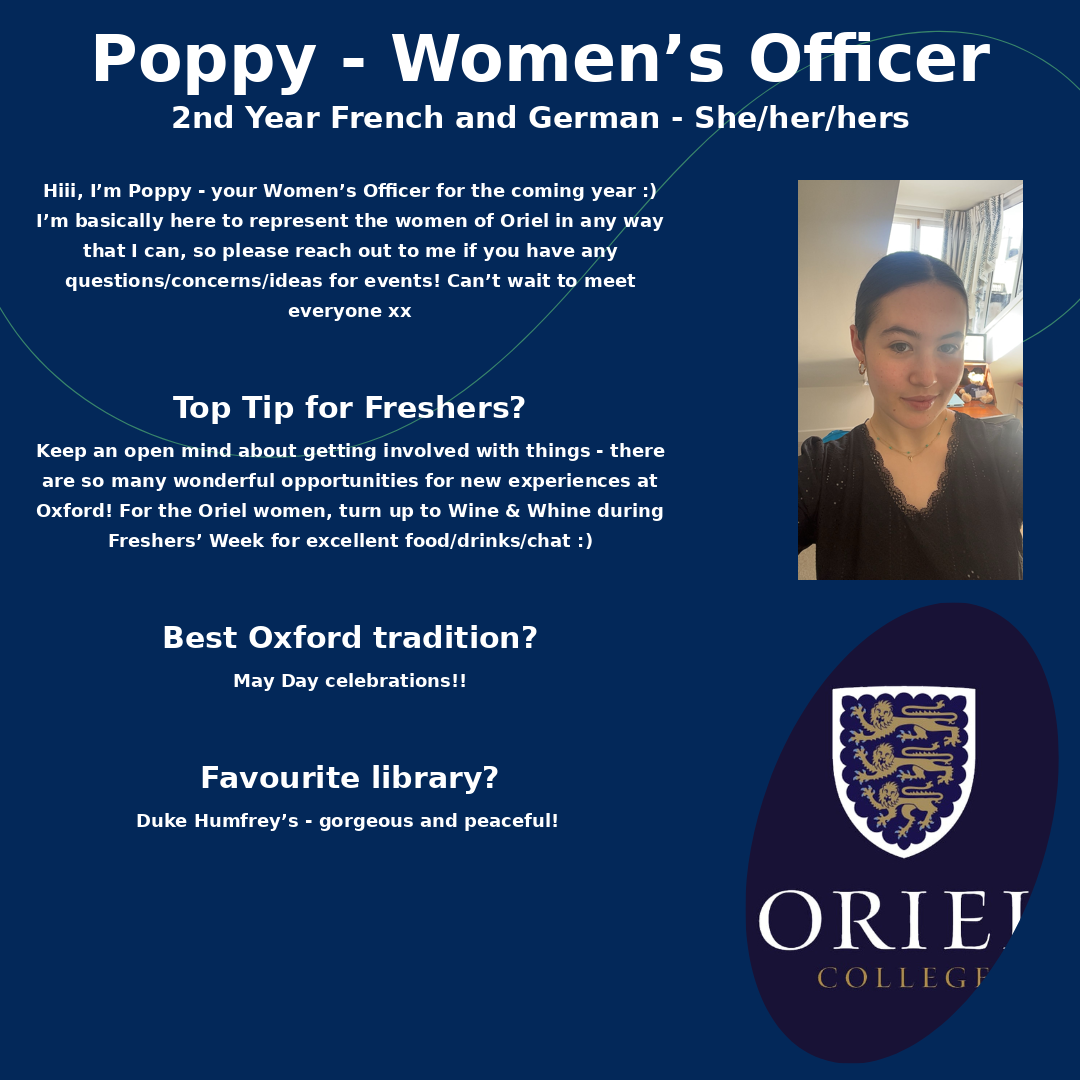 Poppy - Women’s Officer
2nd Year French and German - She/her/hers
Hiii, I’m Poppy - your Women’s Officer for the coming year :)
I’m basically here to represent the women of Oriel in any way
that I can, so please reach out to me if you have any
questions/concerns/ideas for events! Can’t wait to meet
everyone xx
Top Tip for Freshers?
Keep an open mind about getting involved with things - there
are so many wonderful opportunities for new experiences at
Oxford! For the Oriel women, turn up to Wine & Whine during
Freshers’ Week for excellent food/drinks/chat :)
Best Oxford tradition?
May Day celebrations!!
Favourite library?
Duke Humfrey’s - gorgeous and peaceful!
ORIEL
COLLEGE